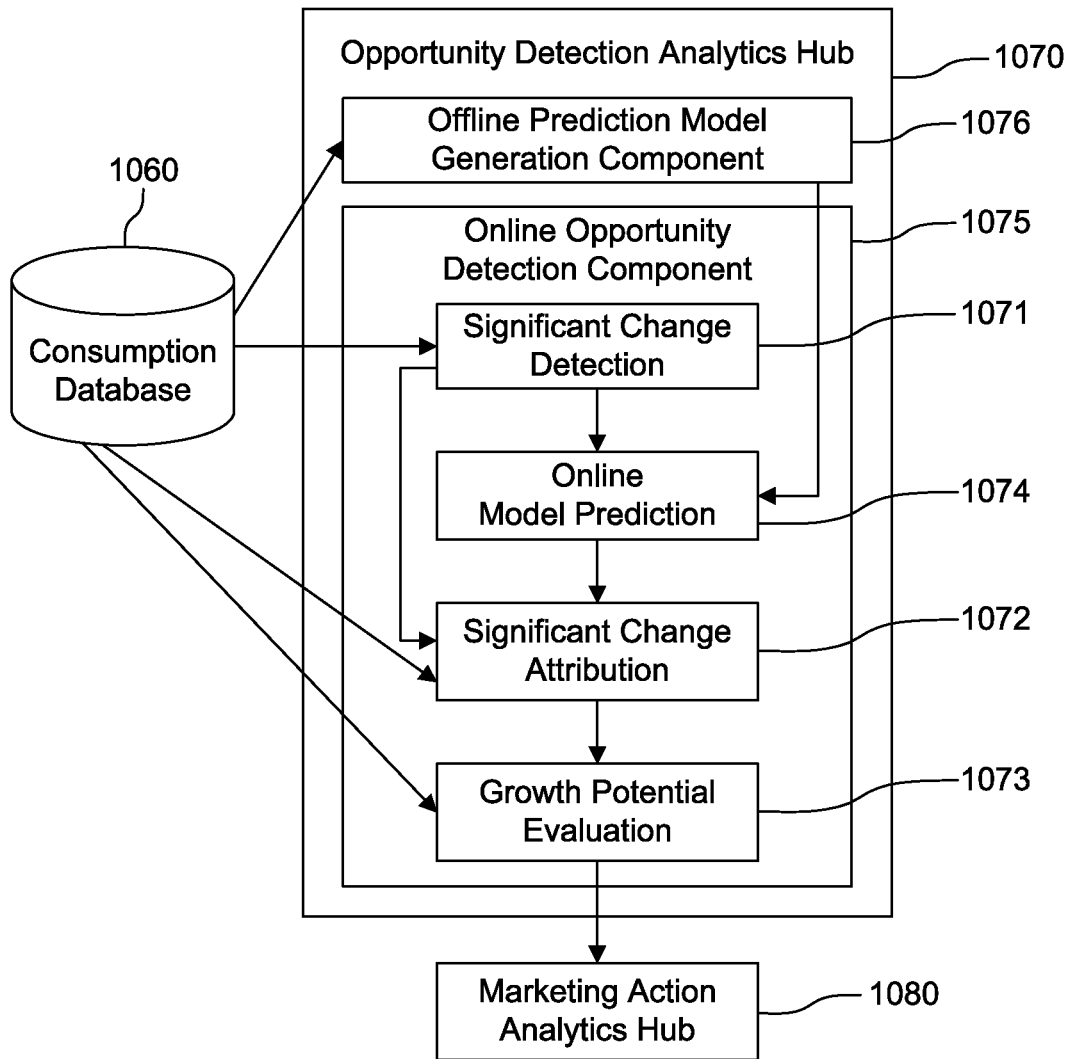 Opportunity Detection Analytics Hub
1070
Offline Prediction Model
Generation Component
1076
1060
Online Opportunity
Detection Component
1075
Consumption
Database
Significant Change
Detection
1071
Online
Model Prediction
1074
Significant Change
Attribution
1072
Growth Potential
Evaluation
1073
Marketing Action
Analytics Hub
1080